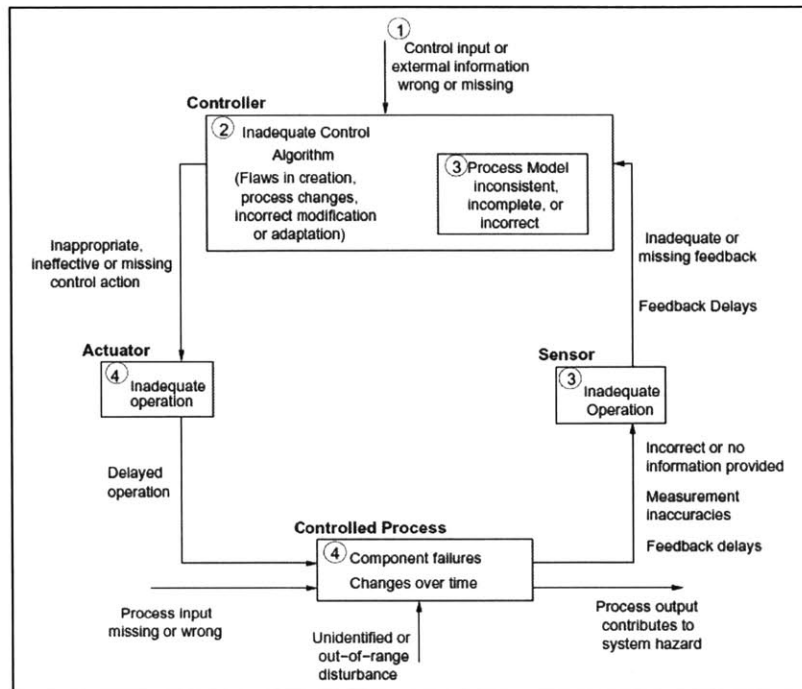 1
Control input or
external information
wrong or missing
Controller
2 Inadequate Control
Algorithm
(Flaws in creation,
process changes,
incorrect modification
or adaptation)
3 Process Model
inconsistent,
incomplete, or
incorrect
Inappropriate,
ineffective or missing
control action
Inadequate or
missing feedback
Feedback Delays
Actuator
4 Inadequate
operation
Sensor
3 Inadequate
Operation
Delayed
operation
Incorrect or no
information provided
Measurement
inaccuracies
Feedback delays
Controlled Process
4 Component failures
Changes over time
Process input
missing or wrong
Unidentified or
out-of-range
disturbance
Process output
contributes to
system hazard